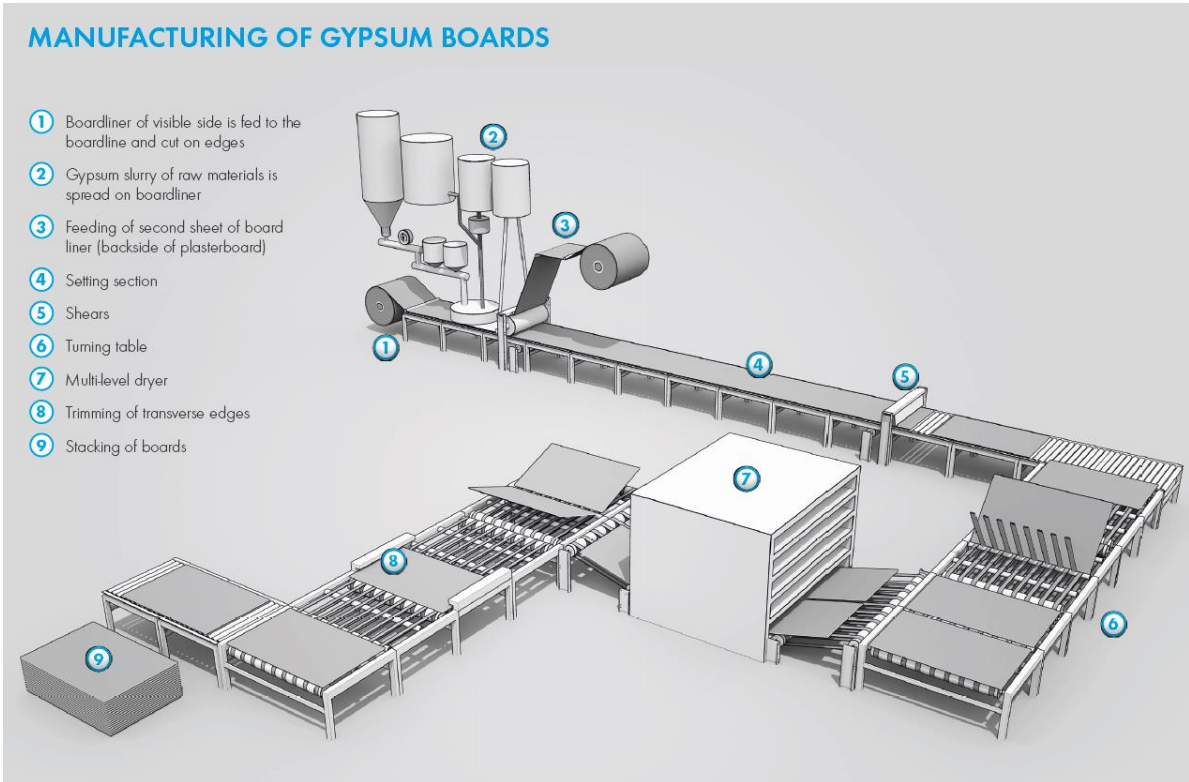 MANUFACTURING OF GYPSUM BOARDS
1 Boardliner of visible side is fed to the
boardline and cut on edges
2 Gypsum slurry of raw materials is
spread on boardliner
3 Feeding of second sheet of board
liner (backside of plasterboard)
4 Setting section
5 Shears
6 Turning table
7 Multi-level dryer
8 Trimming of transverse edges
9 Stacking of boards
2
3
1
4
5
7
8
6
9